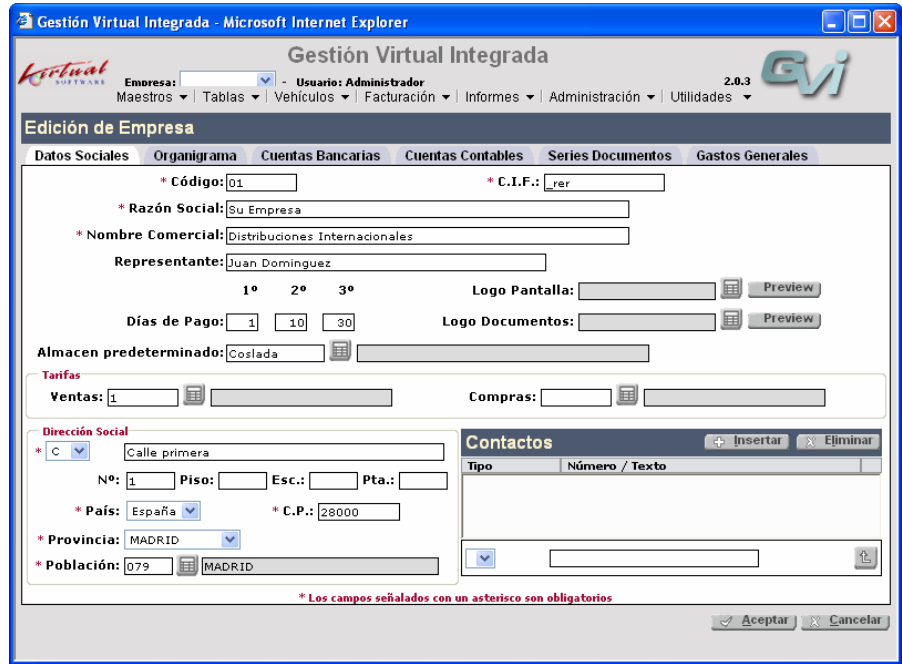 Gestión Virtual Integrada - Microsoft Internet Explorer
Gestión Virtual Integrada
Virtual
SOFTWARE
GVi
Empresa: - Usuario: Administrador 2.0.3
Maestros | Tablas | Vehículos | Facturación | Informes | Administración | Utilidades
Edición de Empresa
Datos Sociales Organigrama Cuentas Bancarias Cuentas Contables Series Documentos Gastos Generales
* Código: 01 * C.I.F.: _rer
* Razón Social: Su Empresa
* Nombre Comercial: Distribuciones Internacionales
Representante: Juan Dominguez
1º 2º 3º Logo Pantalla: Preview
Días de Pago: 1 10 30 Logo Documentos: Preview
Almacen predeterminado: Coslada
Tarifas
Ventas: 1 Compras:
Dirección Social
* C Calle primera
Nº: 1 Piso: Esc.: Pta.:
* País: España * C.P.: 28000
* Provincia: MADRID
* Población: 079 MADRID
Contactos Insertar Eliminar
Tipo Número / Texto
* Los campos señalados con un asterisco son obligatorios
Aceptar Cancelar